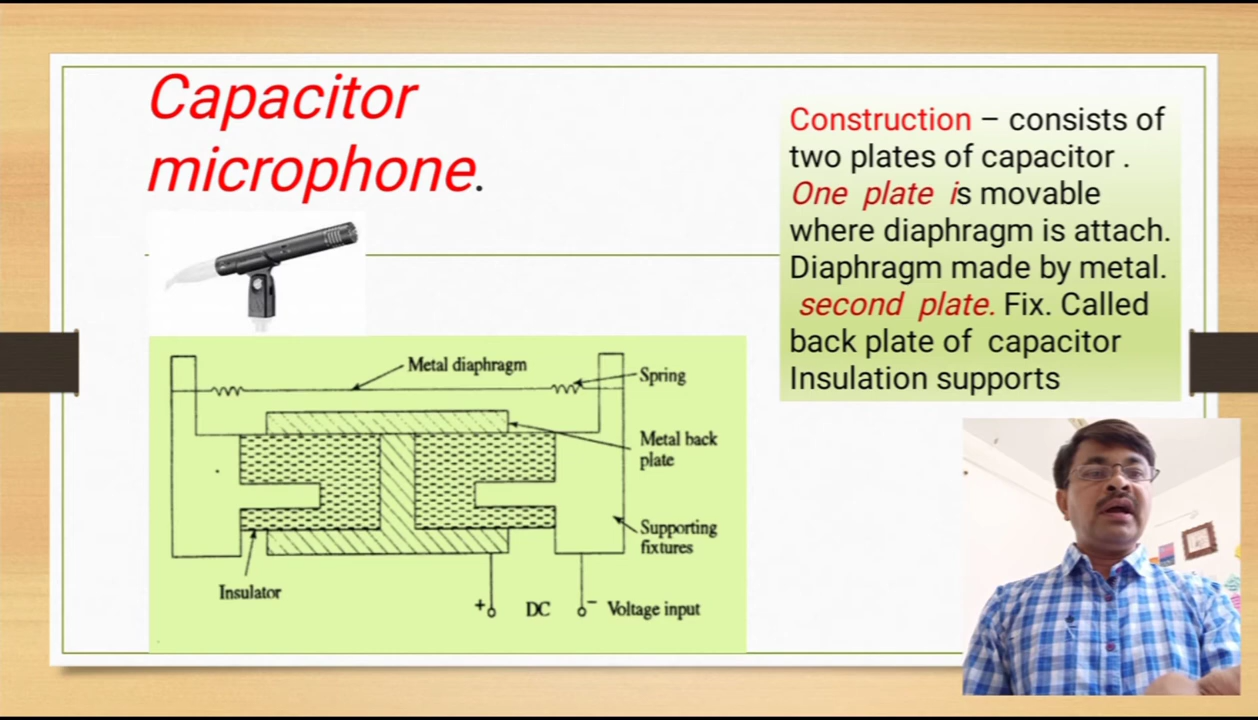 Capacitor
microphone.
Construction – consists of
two plates of capacitor .
One plate is movable
where diaphragm is attach.
Diaphragm made by metal.
second plate. Fix. Called
back plate of capacitor
Insulation supports
Metal diaphragm
Spring
Metal back
plate
Supporting
fixtures
Insulator
+ DC - Voltage input